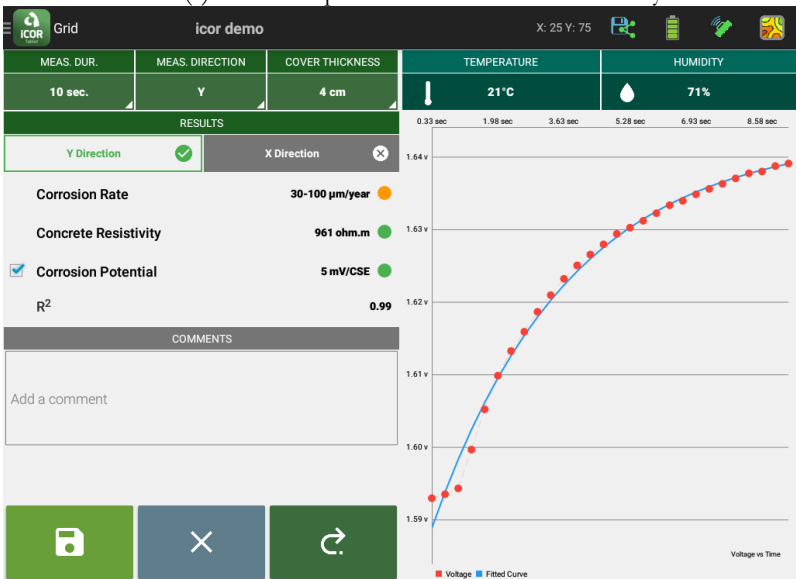 iCOR
Tablet
Grid
icor demo
X: 25 Y: 75
MEAS. DUR.
MEAS. DIRECTION
COVER THICKNESS
TEMPERATURE
HUMIDITY
10 sec.
Y
4 cm
21°C
71%
RESULTS
Y Direction
X Direction
Corrosion Rate
30-100 µm/year
Concrete Resistivity
961 ohm.m
Corrosion Potential
5 mV/CSE
R²
0.99
COMMENTS
Add a comment
0.33 sec 1.98 sec 3.63 sec 5.28 sec 6.93 sec 8.58 sec
1.64 v
1.63 v
1.62 v
1.61 v
1.60 v
1.59 v
Voltage vs Time
Voltage Fitted Curve